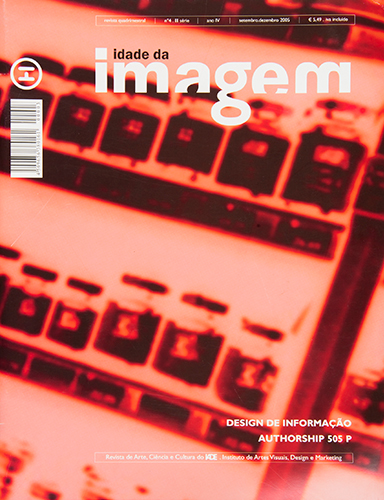 revista quadrimestral nº4 . II série ano IV setembro.dezembro 2005 € 5,49 . iva incluído
idade da
imagem
DESIGN DE INFORMAÇÃO
AUTHORSHIP 505 P
Revista de Arte, Ciência e Cultura do IADE . Instituto de Artes Visuais, Design e Marketing